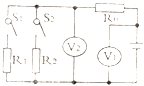 S₁ S₂ R₀
V₂ V₁
R₁ R₂